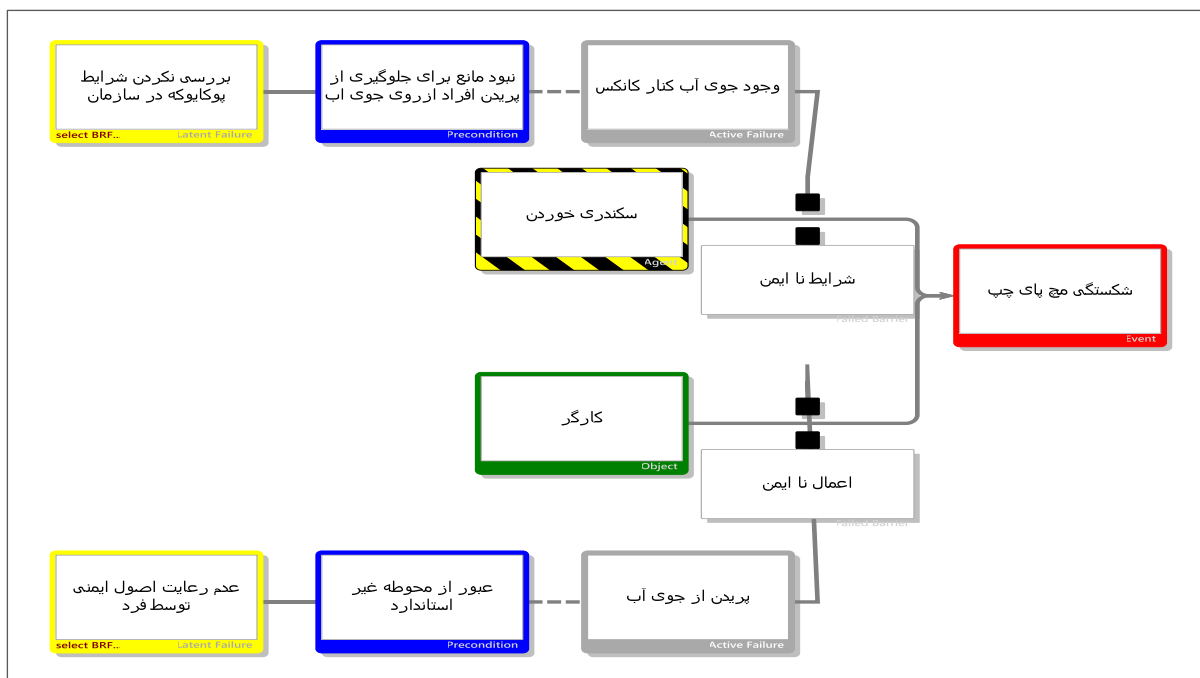 بررسی نکردن شرایط
پوکایوکه در سازمان
select BRF...
Latent Failure
نبود مانع برای جلوگیری از
پریدن افراد ازروی جوی اب
Precondition
وجود جوی آب کنار کانکس
Active Failure
سکندری خوردن
Agent
شرایط نا ایمن
Failed Barrier
شکستگی مچ پای چپ
Event
کارگر
Object
اعمال نا ایمن
Failed Barrier
عدم رعایت اصول ایمنی
توسط فرد
select BRF...
Latent Failure
عبور از محوطه غیر
استاندارد
Precondition
پریدن از جوی آب
Active Failure